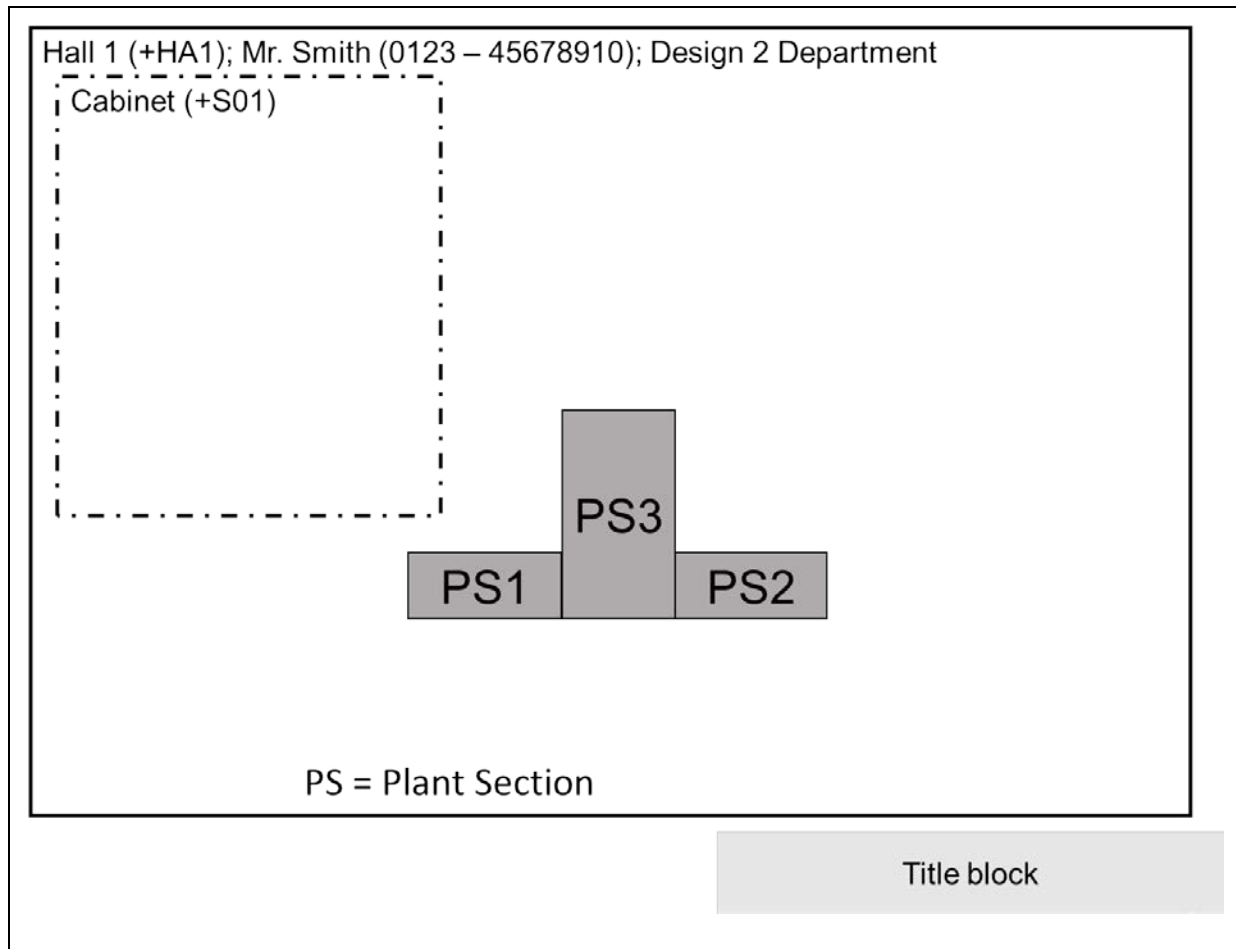 Hall 1 (+HA1); Mr. Smith (0123 – 45678910); Design 2 Department
Cabinet (+S01)
PS3
PS1
PS2
PS = Plant Section
Title block